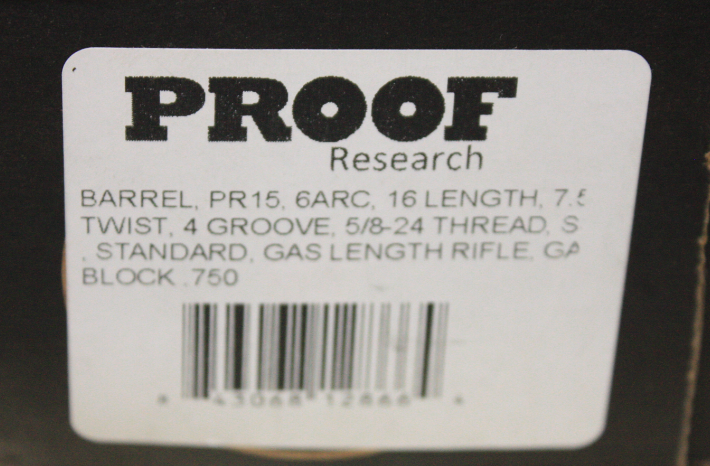 PROOF
Research
BARREL, PR15, 6ARC, 16 LENGTH, 7.5
TWIST, 4 GROOVE, 5/8-24 THREAD, S
, STANDARD, GAS LENGTH RIFLE, GA
BLOCK .750